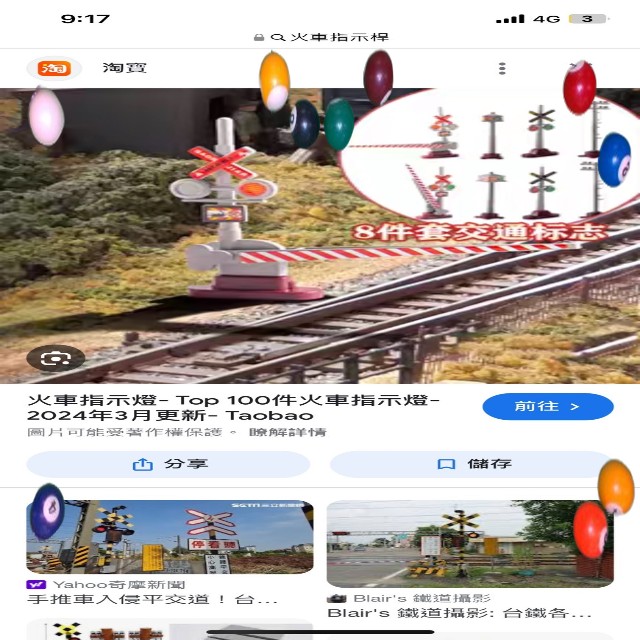 9:17
4G
3
火車指示桿
淘
淘寶
8件套交通标志
火車指示燈- Top 100件火車指示燈-
2024年3月更新- Taobao
前往 >
圖片可能受著作權保護。 瞭解詳情
分享
儲存
停看聽
Yahoo奇摩新聞
手推車入侵平交道！台...
Blair's 鐵道攝影
Blair's 鐵道攝影: 台鐵各...